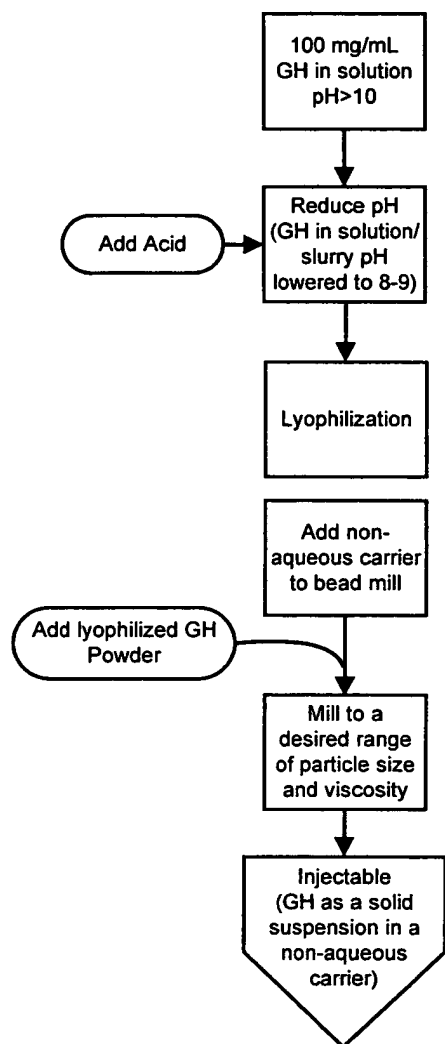 100 mg/mL
GH in solution
pH>10
Reduce pH
(GH in solution/
slurry pH
lowered to 8-9)
Add Acid
Lyophilization
Add non-
aqueous carrier
to bead mill
Add lyophilized GH
Powder
Mill to a
desired range
of particle size
and viscosity
Injectable
(GH as a solid
suspension in a
non-aqueous
carrier)